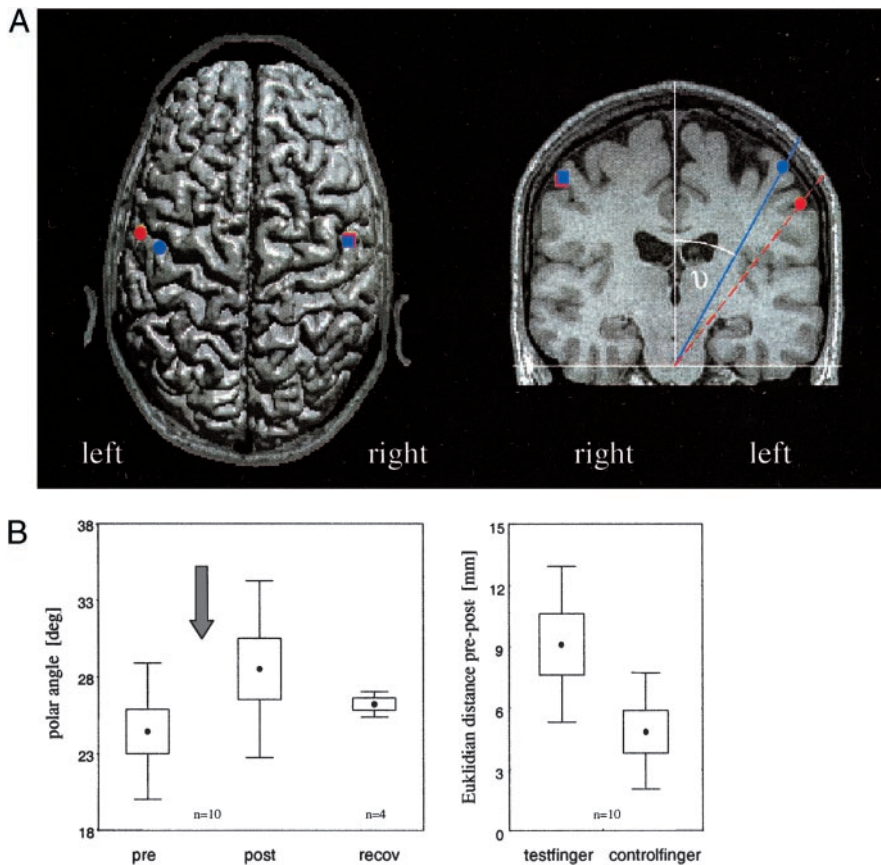 A
left
right
right
left
υ
B
polar angle [deg]
38
33
28
23
18
n=10
n=4
pre
post
recov
Euklidian distance pre-post [mm]
15
12
9
6
3
0
n=10
testfinger
controlfinger